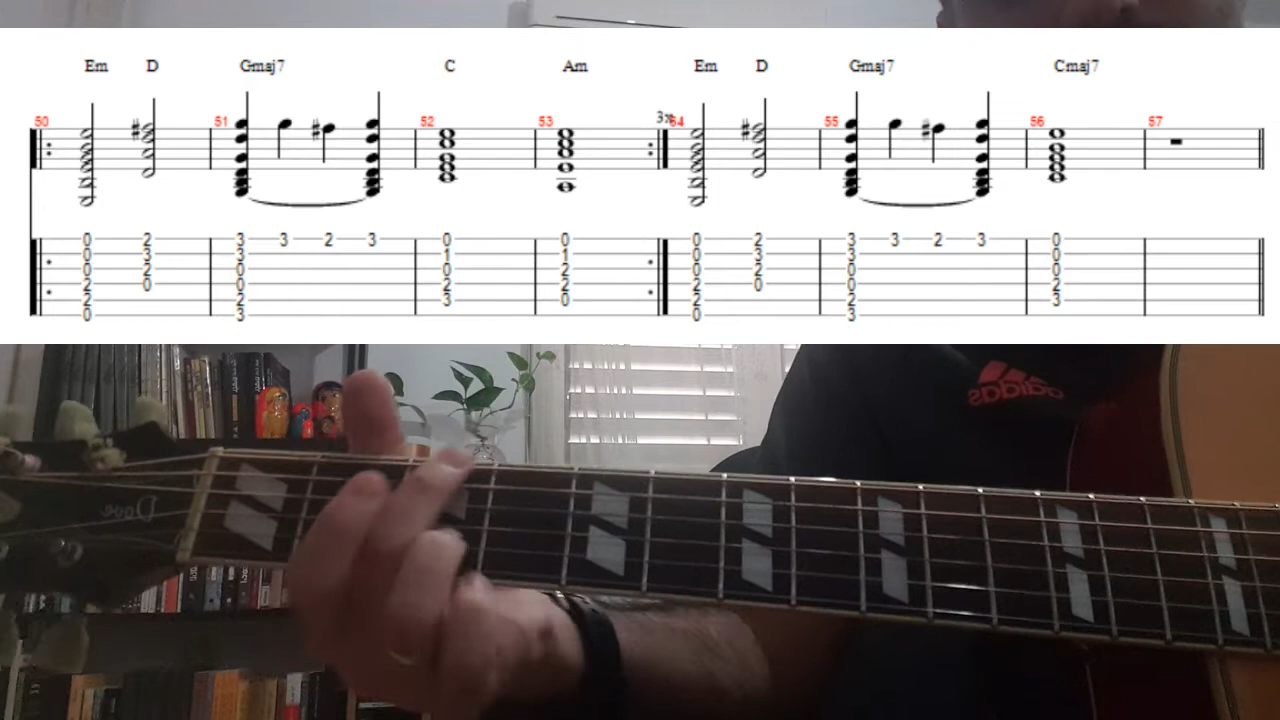 Em D Gmaj7 C Am Em D Gmaj7 Cmaj7
50 51 52 53 3x 54 55 56 57
0 2 3 3 2 3 0 0 0 2 3 3 2 3 0
0 3 3 1 1 0 3 3 0
0 2 0 0 2 0 2 0 0
2 0 0 2 2 2 0 0 2
2 2 3 0 2 2 3
0 3 0 3
adidas
Dove